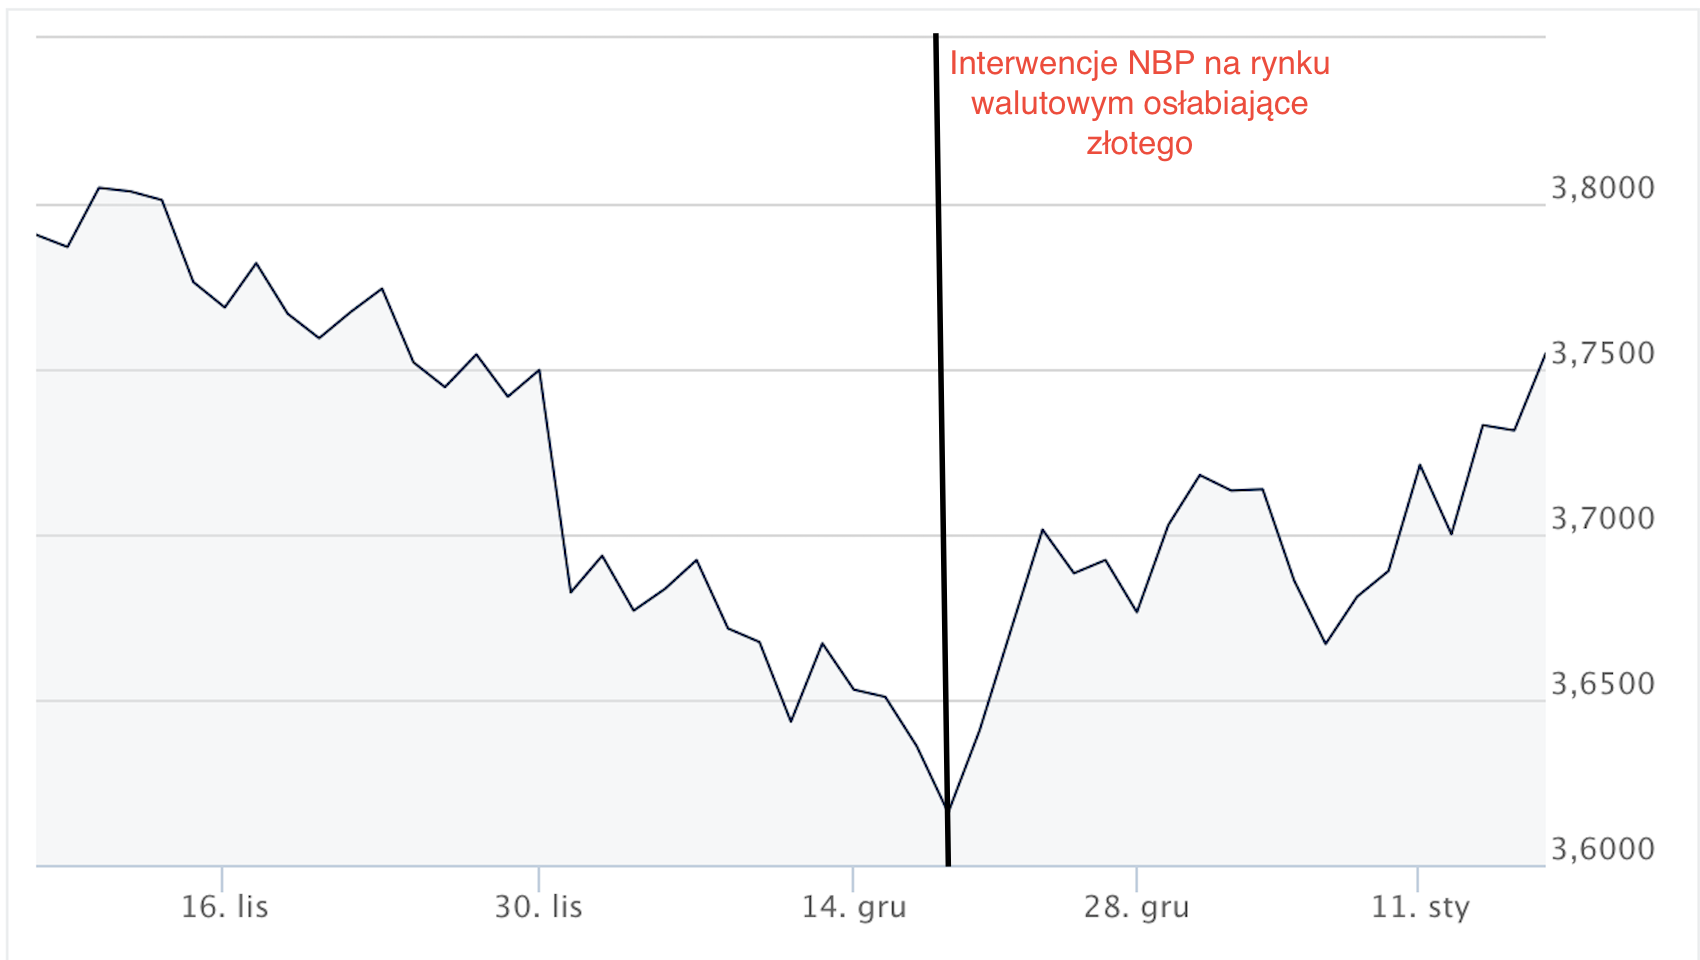 Interwencje NBP na rynku
walutowym osłabiające
złotego
3,8000
3,7500
3,7000
3,6500
3,6000
16. lis
30. lis
14. gru
28. gru
11. sty